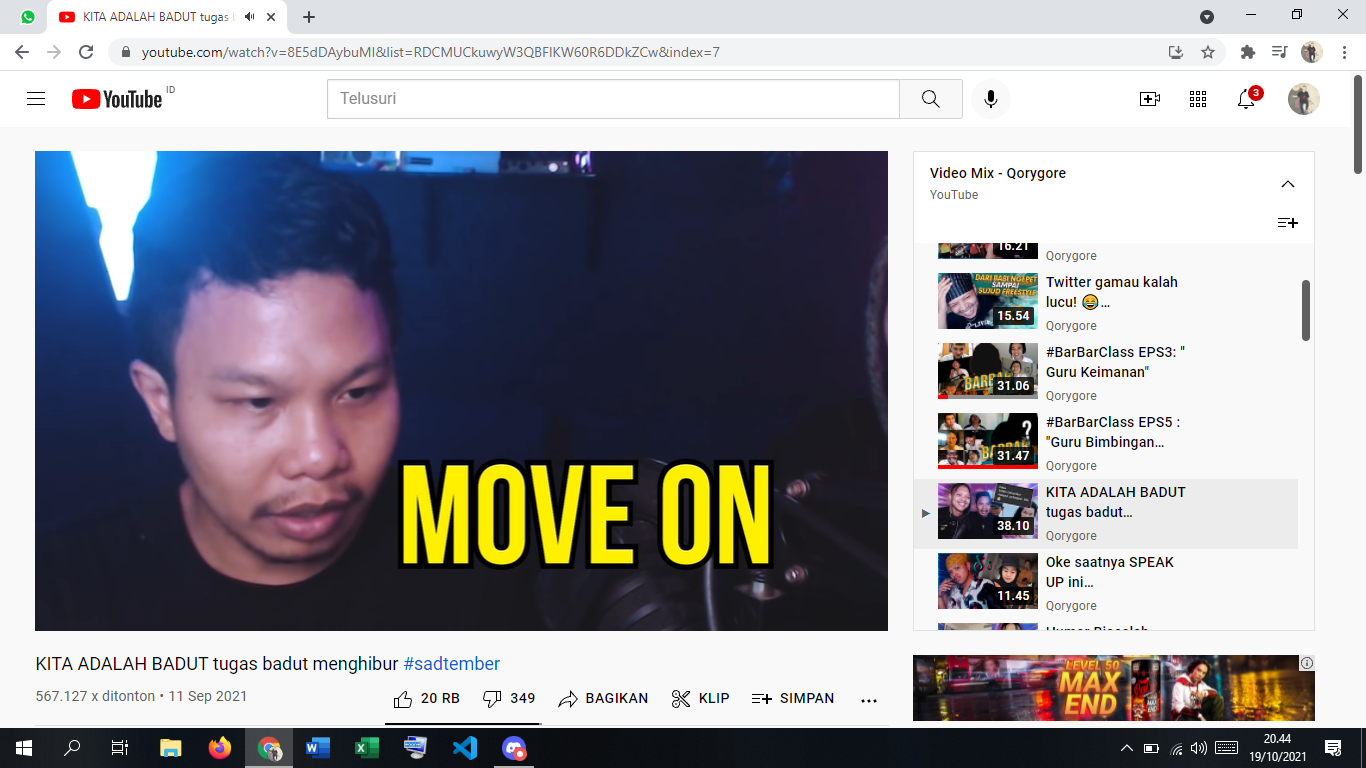 KITA ADALAH BADUT tugas
youtube.com/watch?v=8E5dDAybuMI&list=RDCMUCkuwyW3QBFIKW60R6DDkZCw&index=7
YouTube ID
Telusuri
3
MOVE ON
KITA ADALAH BADUT tugas badut menghibur #sadtember
567.127 x ditonton • 11 Sep 2021
20 RB
349
BAGIKAN
KLIP
SIMPAN
Video Mix - Qorygore
YouTube
16.21
Qorygore
DARI BABI NGEPET
SAMPAI
SUJUD FREESTYLE
15.54
Twitter gamau kalah
lucu! 😂...
Qorygore
31.06
#BarBarClass EPS3: "
Guru Keimanan"
Qorygore
?
31.47
#BarBarClass EPS5 :
"Guru Bimbingan...
Qorygore
38.10
KITA ADALAH BADUT
tugas badut...
Qorygore
11.45
Oke saatnya SPEAK
UP ini...
Qorygore
LEVEL 50
MAX
END
20.44
19/10/2021